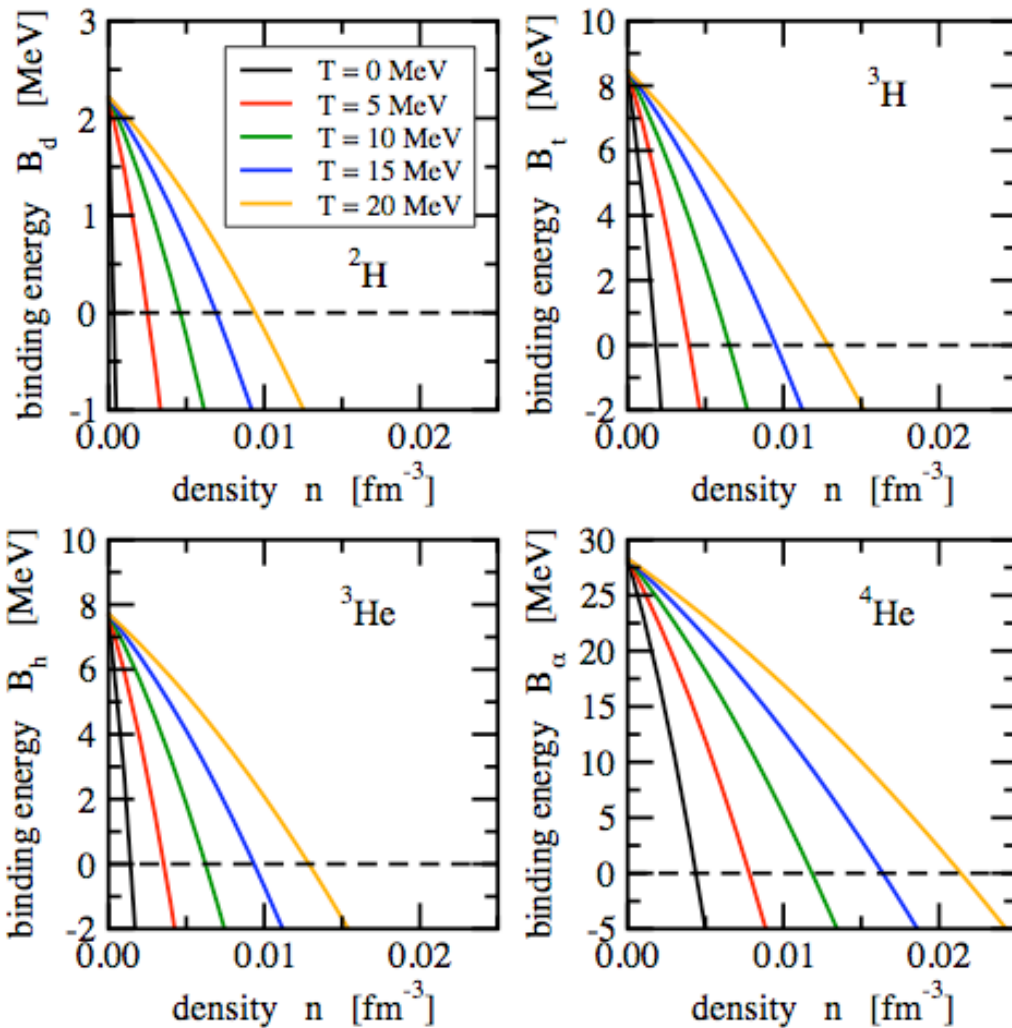 3
2
1
0
-1
binding energy B_d [MeV]
T = 0 MeV
T = 5 MeV
T = 10 MeV
T = 15 MeV
T = 20 MeV
²H
0.00
0.01
0.02
density n [fm⁻³]
10
8
6
4
2
0
-2
binding energy B_t [MeV]
³H
0.00
0.01
0.02
density n [fm⁻³]
10
8
6
4
2
0
-2
binding energy B_h [MeV]
³He
0.00
0.01
0.02
density n [fm⁻³]
30
25
20
15
10
5
0
-5
binding energy B_α [MeV]
⁴He
0.00
0.01
0.02
density n [fm⁻³]